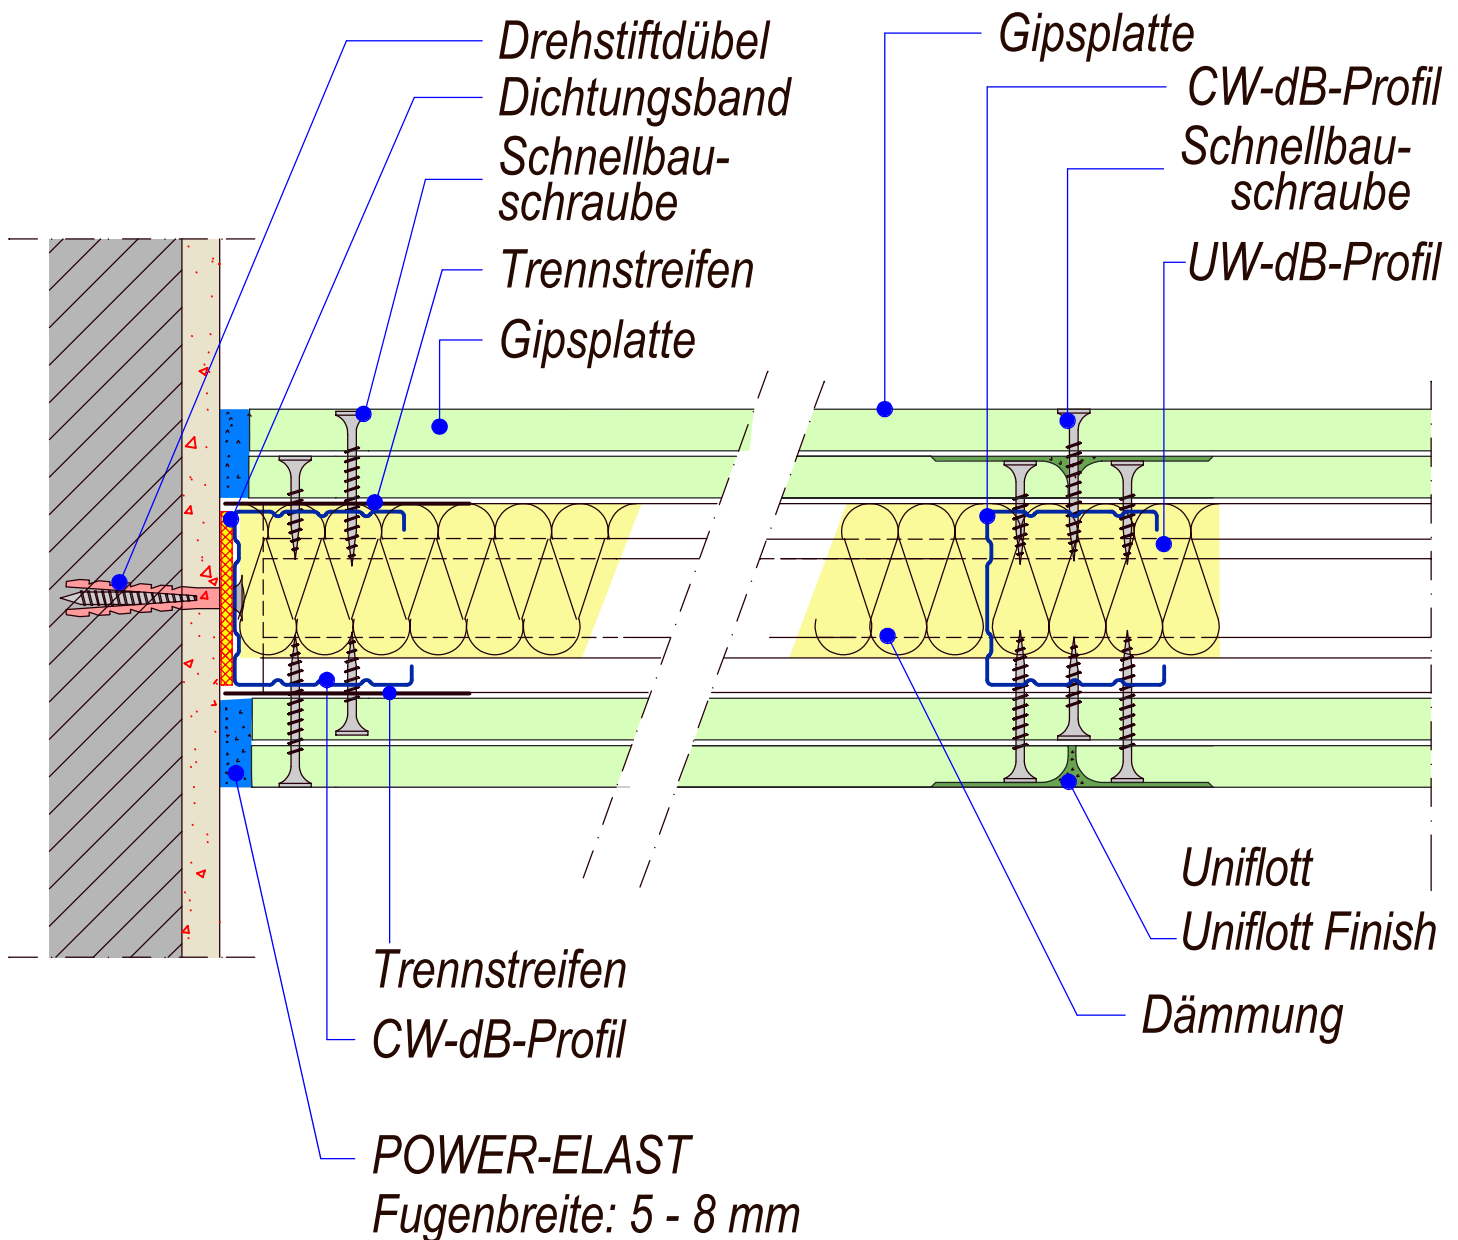 Drehstiftdübel
Dichtungsband
Schnellbau-
schraube
Trennstreifen
Gipsplatte
Gipsplatte
CW-dB-Profil
Schnellbau-
schraube
UW-dB-Profil
Uniflott
Uniflott Finish
Dämmung
Trennstreifen
CW-dB-Profil
POWER-ELAST
Fugenbreite: 5 - 8 mm